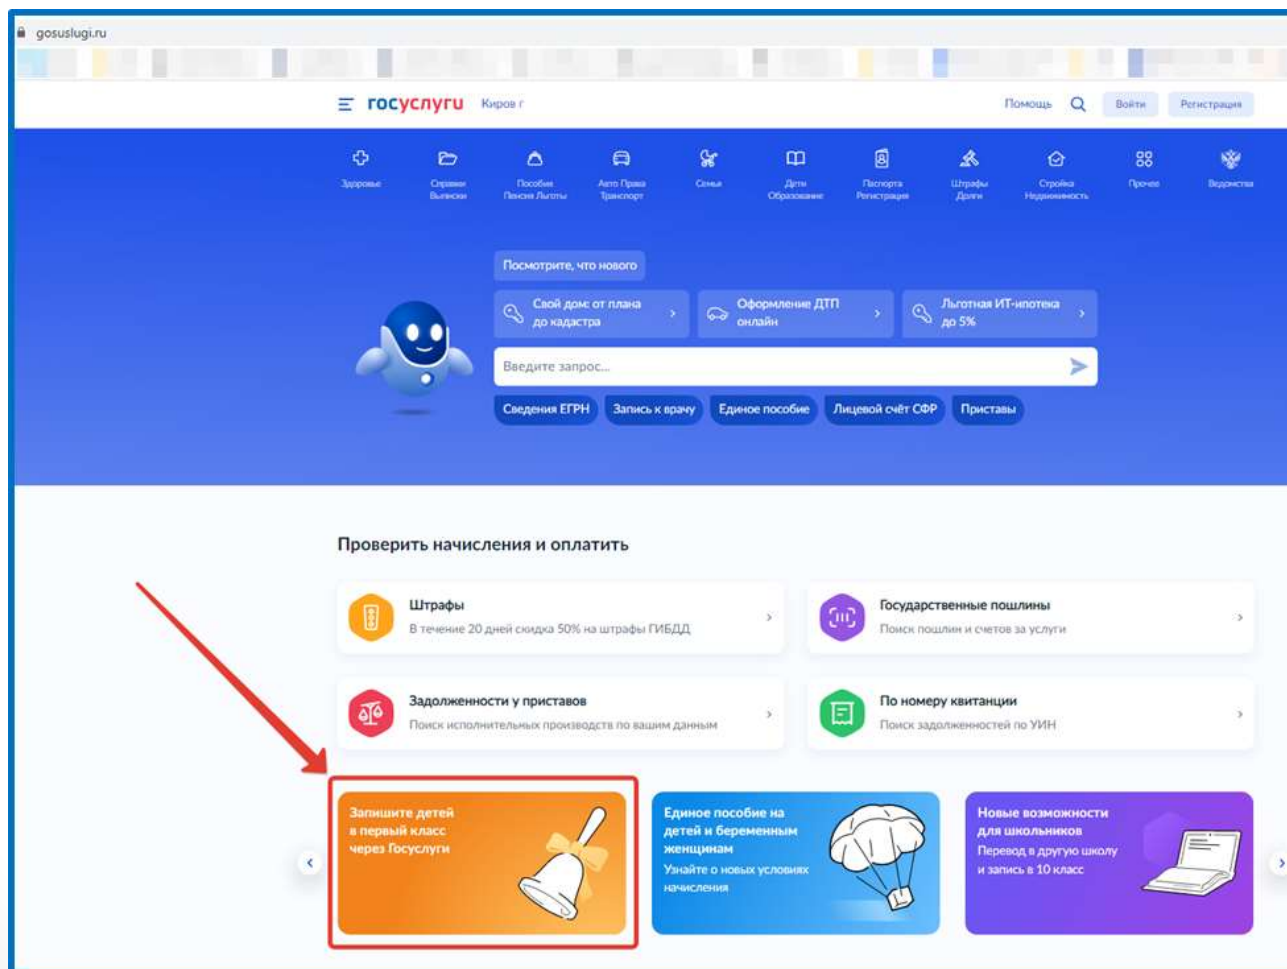 gosuslugi.ru
госуслуги Киров г Помощь Войти Регистрация
Здоровье
Справки
Выписки
Пособия
Пенсия Льготы
Авто Права
Транспорт
Семья
Дети
Образование
Паспорта
Регистрация
Штрафы
Долги
Стройка
Недвижимость
Прочее
Ведомства
Посмотрите, что нового
Свой дом: от плана
до кадастра
Оформление ДТП
онлайн
Льготная ИТ-ипотека
до 5%
Введите запрос...
Сведения ЕГРН Запись к врачу Единое пособие Лицевой счёт СФР Приставы
Проверить начисления и оплатить
Штрафы
В течение 20 дней скидка 50% на штрафы ГИБДД
Государственные пошлины
Поиск пошлин и счетов за услуги
Задолженности у приставов
Поиск исполнительных производств по вашим данным
По номеру квитанции
Поиск задолженностей по УИН
Запишите детей
в первый класс
через Госуслуги
Единое пособие на
детей и беременным
женщинам
Узнайте о новых условиях
начисления
Новые возможности
для школьников
Перевод в другую школу
и запись в 10 класс